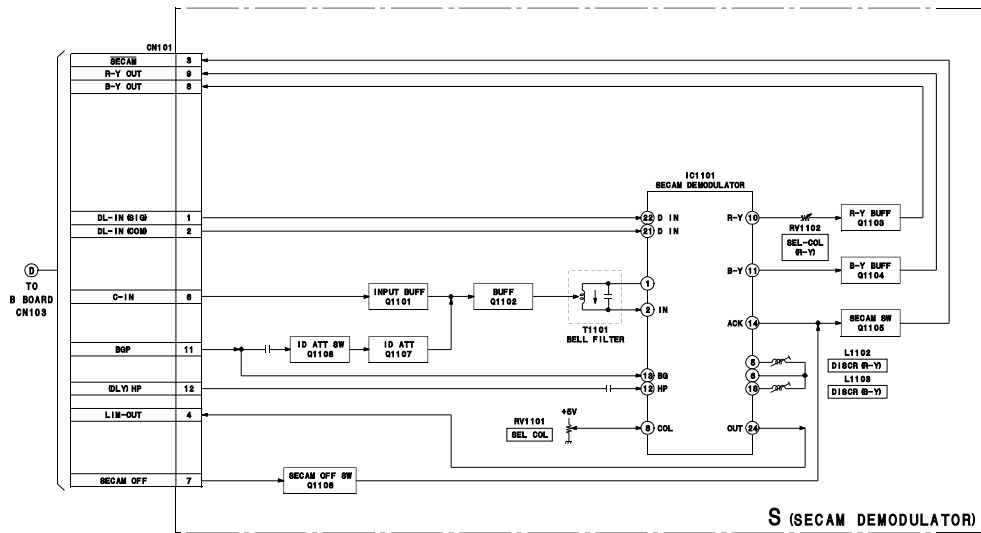 CN101
SECAM 3
R-Y OUT 9
B-Y OUT 8
IC1101
SECAM DEMODULATOR
DL-IN(SIG) 1
22 D IN
R-Y 10
R-Y BUFF
Q1103
DL-IN(COM) 2
21 D IN
RV1102
SEL-COL
(R-Y)
D
TO
B BOARD
CN103
B-Y 11
B-Y BUFF
Q1104
C-IN 6
INPUT BUFF
Q1101
BUFF
Q1102
1
2 IN
T1101
BELL FILTER
ACK 14
SECAM SW
Q1105
BGP 11
ID ATT SW
Q1108
ID ATT
Q1107
5
L1102
DISCR(R-Y)
13 BG
6
(DLY)HP 12
12 HP
18
L1103
DISCR(B-Y)
LIM-OUT 4
+5V
RV1101
SEL COL
8 COL
OUT 24
SECAM OFF 7
SECAM OFF SW
Q1106
S (SECAM DEMODULATOR)